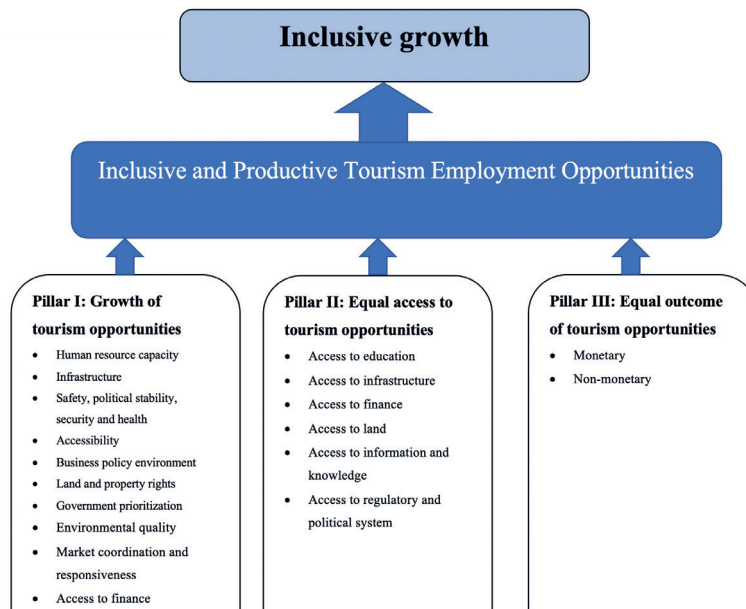 Inclusive growth
Inclusive and Productive Tourism Employment Opportunities
Pillar I: Growth of
tourism opportunities
• Human resource capacity
• Infrastructure
• Safety, political stability,
security and health
• Accessibility
• Business policy environment
• Land and property rights
• Government prioritization
• Environmental quality
• Market coordination and
responsiveness
• Access to finance
Pillar II: Equal access to
tourism opportunities
• Access to education
• Access to infrastructure
• Access to finance
• Access to land
• Access to information and
knowledge
• Access to regulatory and
political system
Pillar III: Equal outcome
of tourism opportunities
• Monetary
• Non-monetary